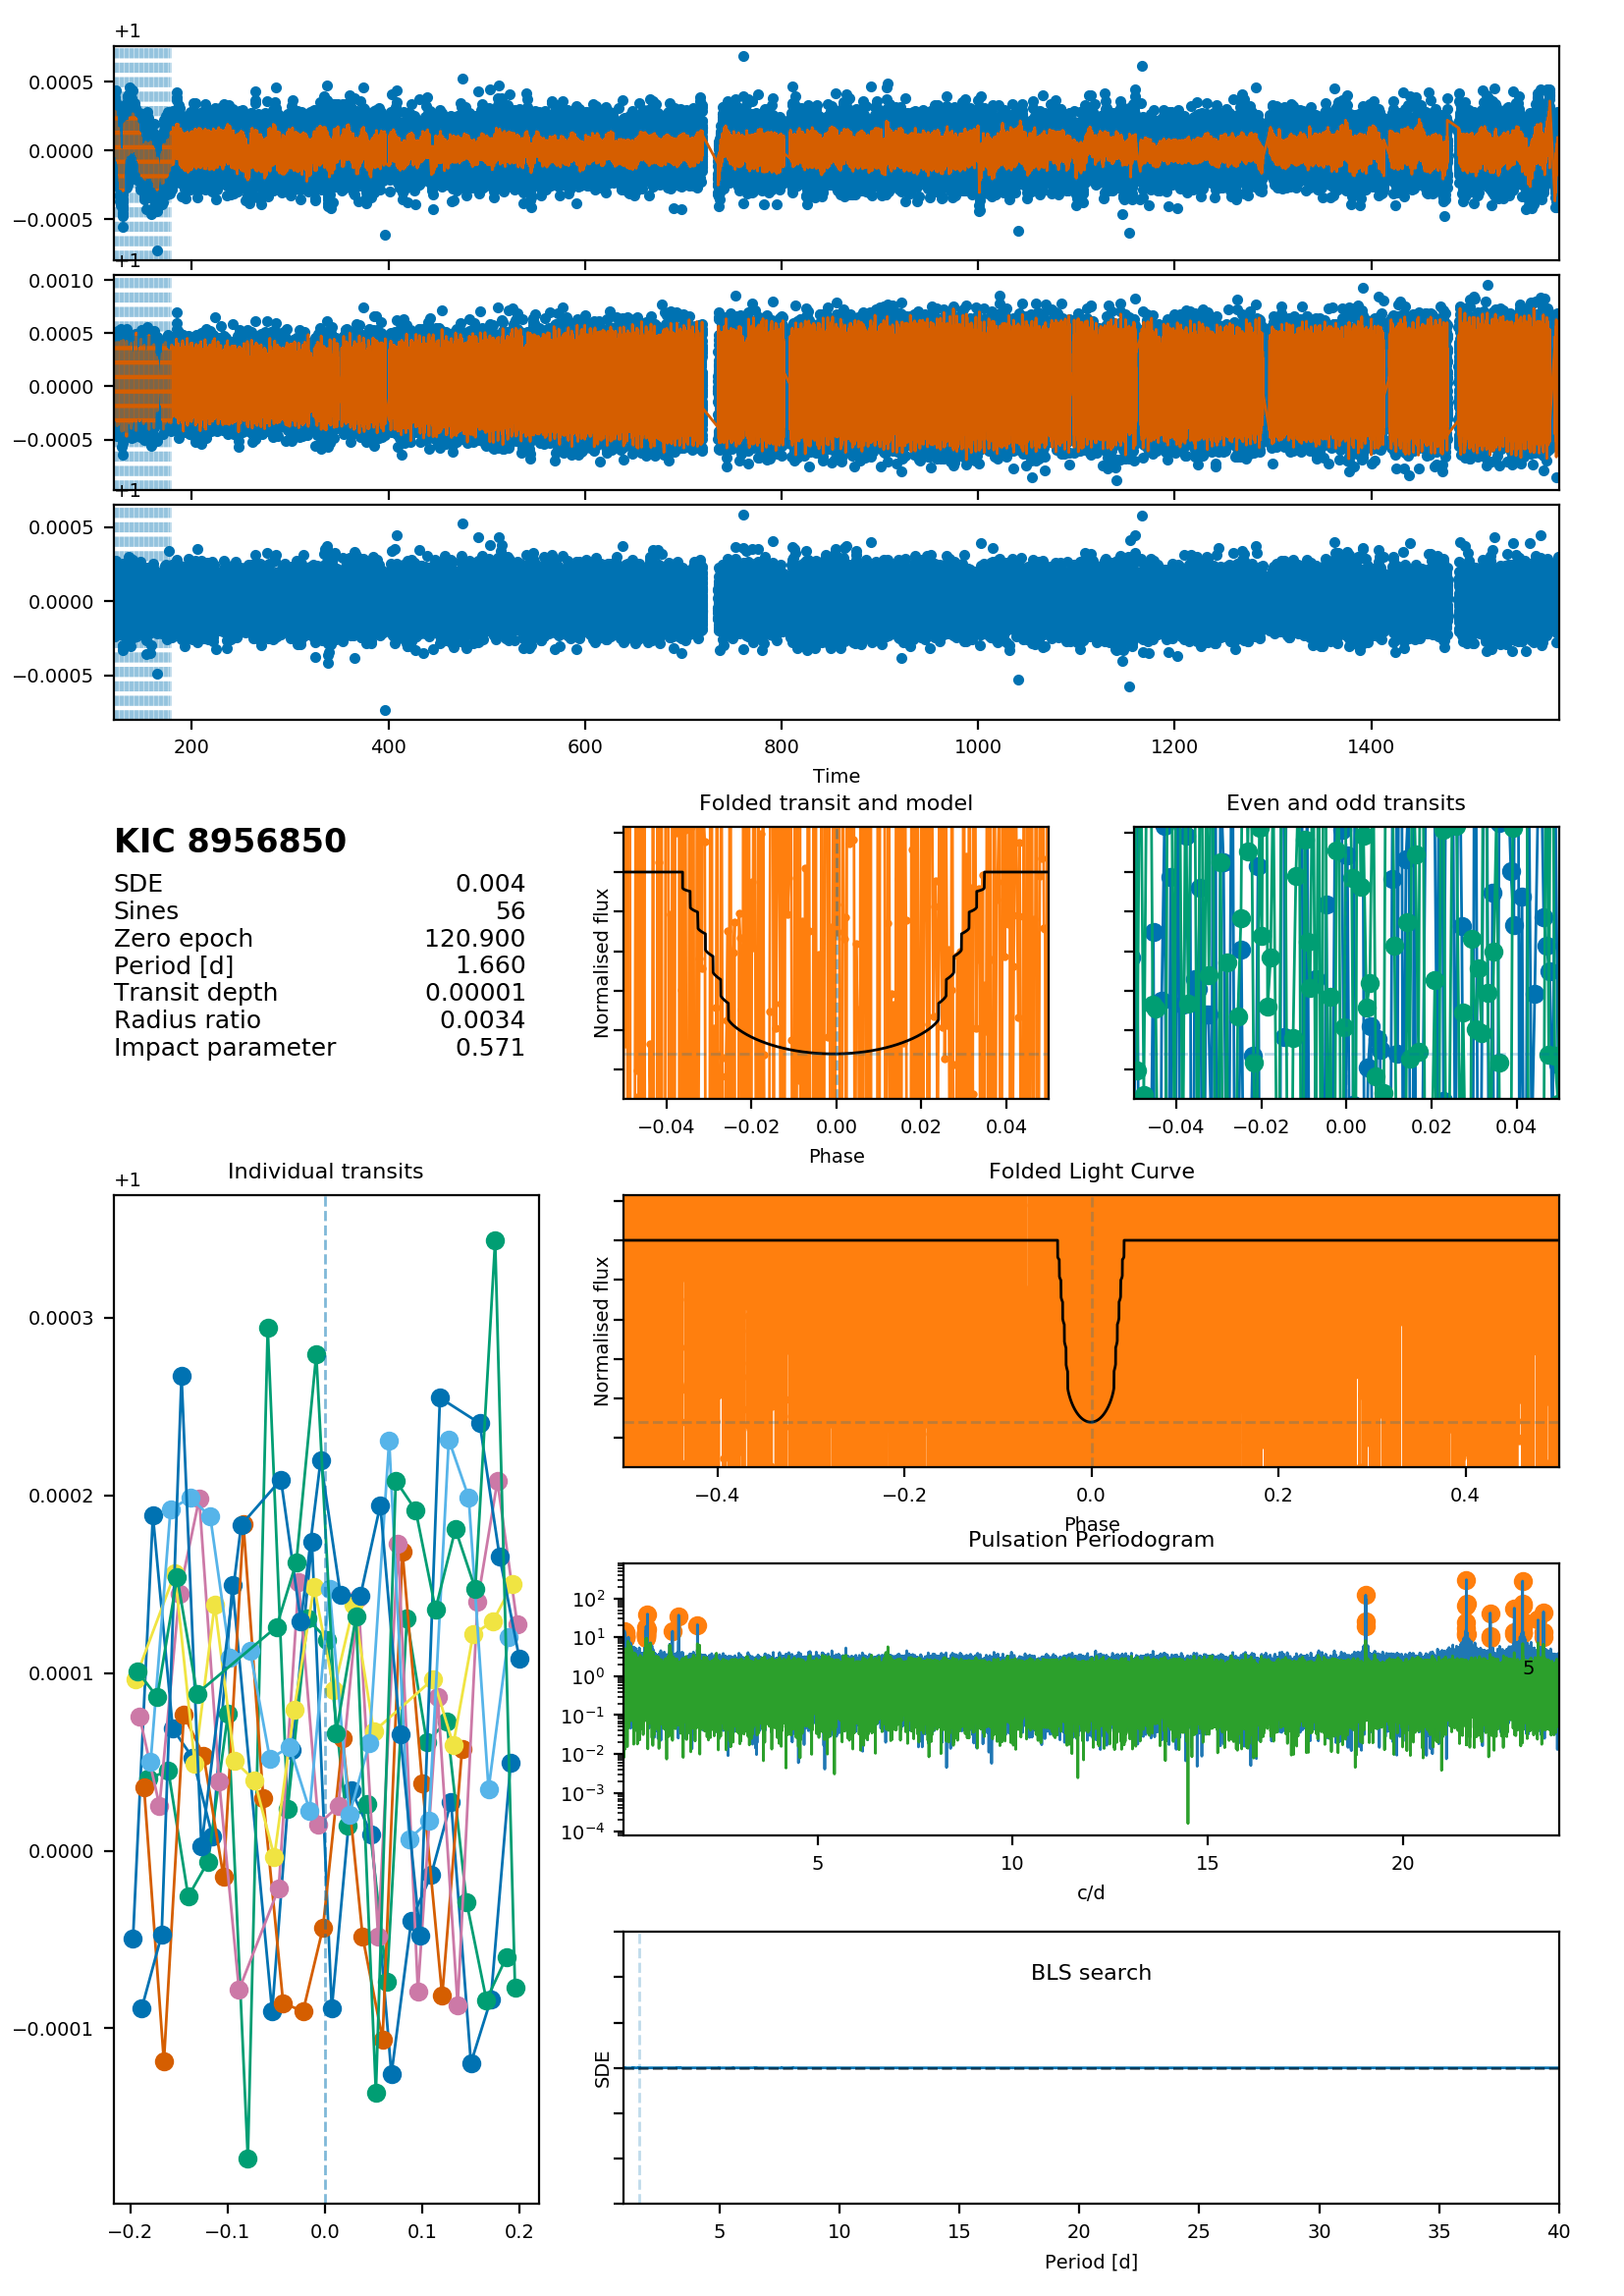 +1
0.0005
0.0000
−0.0005
+1
0.0010
0.0005
0.0000
−0.0005
+1
0.0005
0.0000
−0.0005
200 400 600 800 1000 1200 1400
Time
KIC 8956850
SDE 0.004
Sines 56
Zero epoch 120.900
Period [d] 1.660
Transit depth 0.00001
Radius ratio 0.0034
Impact parameter 0.571
Folded transit and model
Normalised flux
−0.04 −0.02 0.00 0.02 0.04
Phase
Even and odd transits
−0.04 −0.02 0.00 0.02 0.04
Individual transits
+1
0.0003
0.0002
0.0001
0.0000
−0.0001
−0.2 −0.1 0.0 0.1 0.2
Folded Light Curve
Normalised flux
−0.4 −0.2 0.0 0.2 0.4
Phase
Pulsation Periodogram
10²
10¹
10⁰
10⁻¹
10⁻²
10⁻³
10⁻⁴
5
5 10 15 20
c/d
BLS search
SDE
5 10 15 20 25 30 35 40
Period [d]